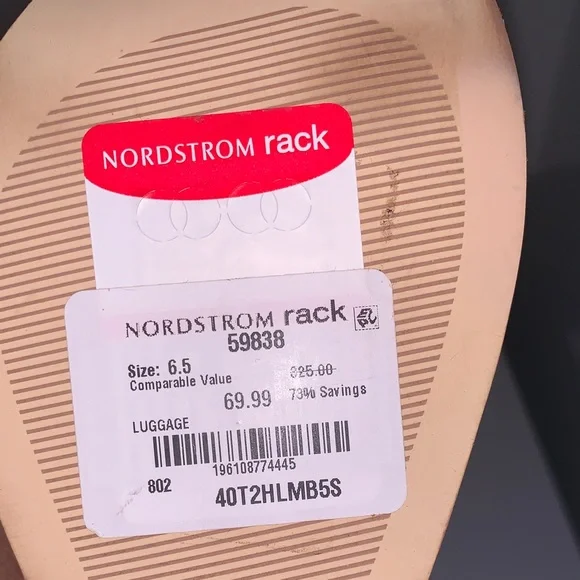 NORDSTROM rack
NORDSTROM rack
59838
Size: 6.5
Comparable Value
325.00
69.99 73% Savings
LUGGAGE
196108774445
802
40T2HLMB5S